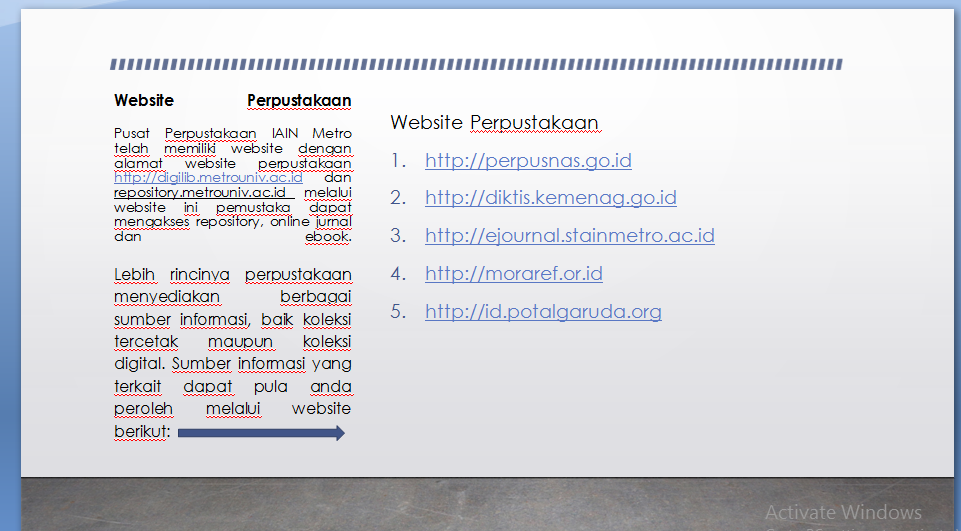 Website Perpustakaan
Pusat Perpustakaan IAIN Metro
telah memiliki website dengan
alamat website perpustakaan
http://digilib.metrouniv.ac.id dan
repository.metrouniv.ac.id melalui
website ini pemustaka dapat
mengakses repository, online jurnal
dan ebook.
Lebih rincinya perpustakaan
menyediakan berbagai
sumber informasi, baik koleksi
tercetak maupun koleksi
digital. Sumber informasi yang
terkait dapat pula anda
peroleh melalui website
berikut:
Website Perpustakaan
1. http://perpusnas.go.id
2. http://diktis.kemenag.go.id
3. http://ejournal.stainmetro.ac.id
4. http://moraref.or.id
5. http://id.potalgaruda.org
Activate Windows